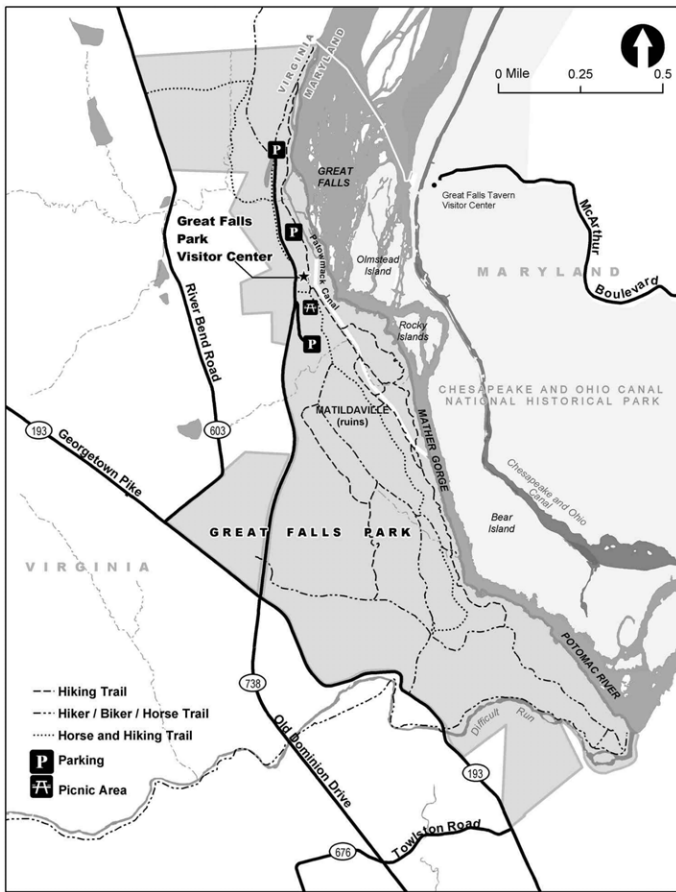 VIRGINIA
MARYLAND
0 Mile
0.25
0.5
P
GREAT
FALLS
Great Falls Tavern
Visitor Center
McArthur
Boulevard
Great Falls
Park
Visitor Center
P
Patowmack Canal
Olmstead
Island
MARYLAND
River Bend Road
P
Rocky
Islands
MATILDAVILLE
(ruins)
MATHER GORGE
CHESAPEAKE AND OHIO CANAL
NATIONAL HISTORICAL PARK
193
603
Georgetown Pike
Chesapeake and Ohio
Canal
Bear
Island
GREAT FALLS PARK
VIRGINIA
POTOMAC RIVER
738
Difficult Run
Hiking Trail
Hiker / Biker / Horse Trail
Horse and Hiking Trail
P Parking
Picnic Area
Old Dominion Drive
193
676
Towlston Road